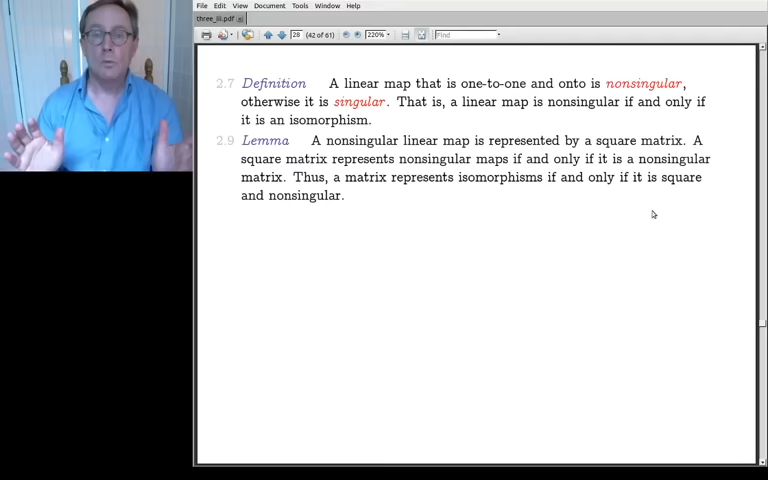 File Edit View Document Tools Window Help
three_iii.pdf
28 (42 of 61) 220% Find
2.7 Definition A linear map that is one-to-one and onto is nonsingular,
otherwise it is singular. That is, a linear map is nonsingular if and only if
it is an isomorphism.
2.9 Lemma A nonsingular linear map is represented by a square matrix. A
square matrix represents nonsingular maps if and only if it is a nonsingular
matrix. Thus, a matrix represents isomorphisms if and only if it is square
and nonsingular.